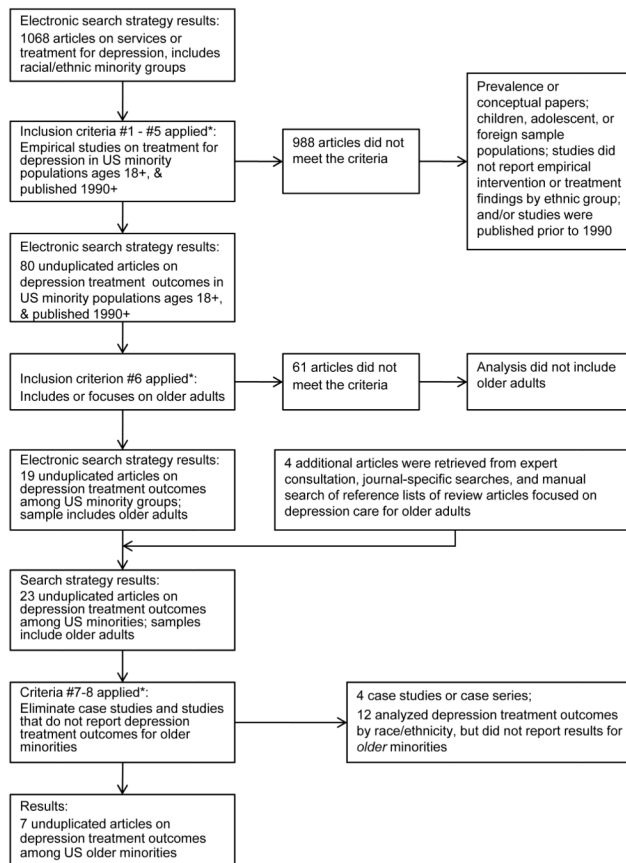 Electronic search strategy results:
1068 articles on services or
treatment for depression, includes
racial/ethnic minority groups
Inclusion criteria #1 - #5 applied*:
Empirical studies on treatment for
depression in US minority
populations ages 18+, &
published 1990+
988 articles did not
meet the criteria
Prevalence or
conceptual papers;
children, adolescent, or
foreign sample
populations; studies did
not report empirical
intervention or treatment
findings by ethnic group;
and/or studies were
published prior to 1990
Electronic search strategy results:
80 unduplicated articles on
depression treatment outcomes in
US minority populations ages 18+,
& published 1990+
Inclusion criterion #6 applied*:
Includes or focuses on older adults
61 articles did not
meet the criteria
Analysis did not include
older adults
Electronic search strategy results:
19 unduplicated articles on
depression treatment outcomes
among US minority groups;
sample includes older adults
4 additional articles were retrieved from expert
consultation, journal-specific searches, and manual
search of reference lists of review articles focused on
depression care for older adults
Search strategy results:
23 unduplicated articles on
depression treatment outcomes
among US minorities; samples
include older adults
Criteria #7-8 applied*:
Eliminate case studies and studies
that do not report depression
treatment outcomes for older
minorities
4 case studies or case series;
12 analyzed depression treatment outcomes
by race/ethnicity, but did not report results for
older minorities
Results:
7 unduplicated articles on
depression treatment outcomes
among US older minorities